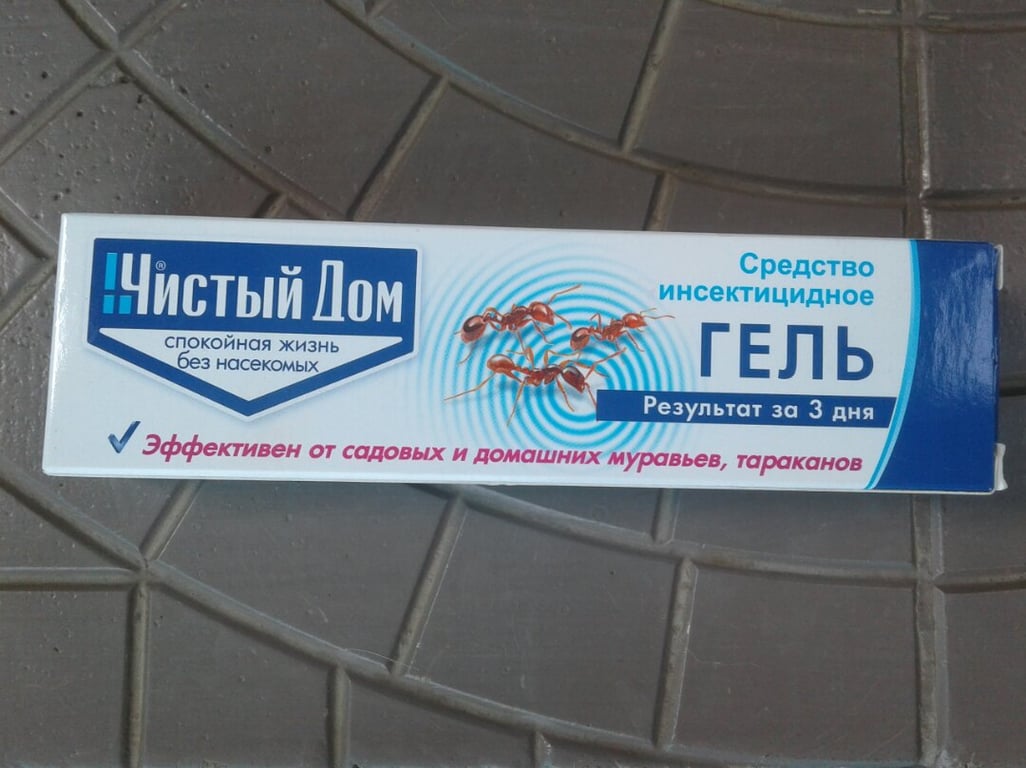 !Чистый Дом®
спокойная жизнь
без насекомых
Средство
инсектицидное
ГЕЛЬ
Результат за 3 дня
Эффективен от садовых и домашних муравьев, тараканов